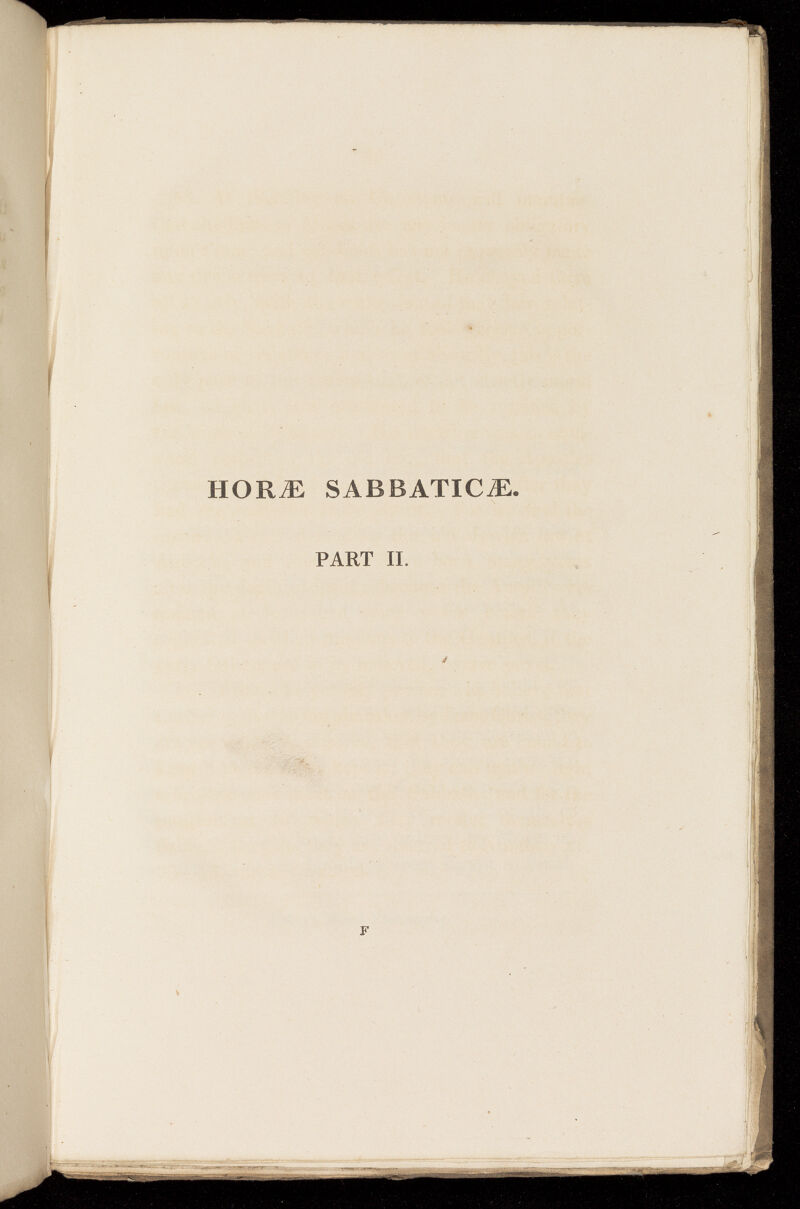 HORÆ SABBATICÆ.
PART II.
F